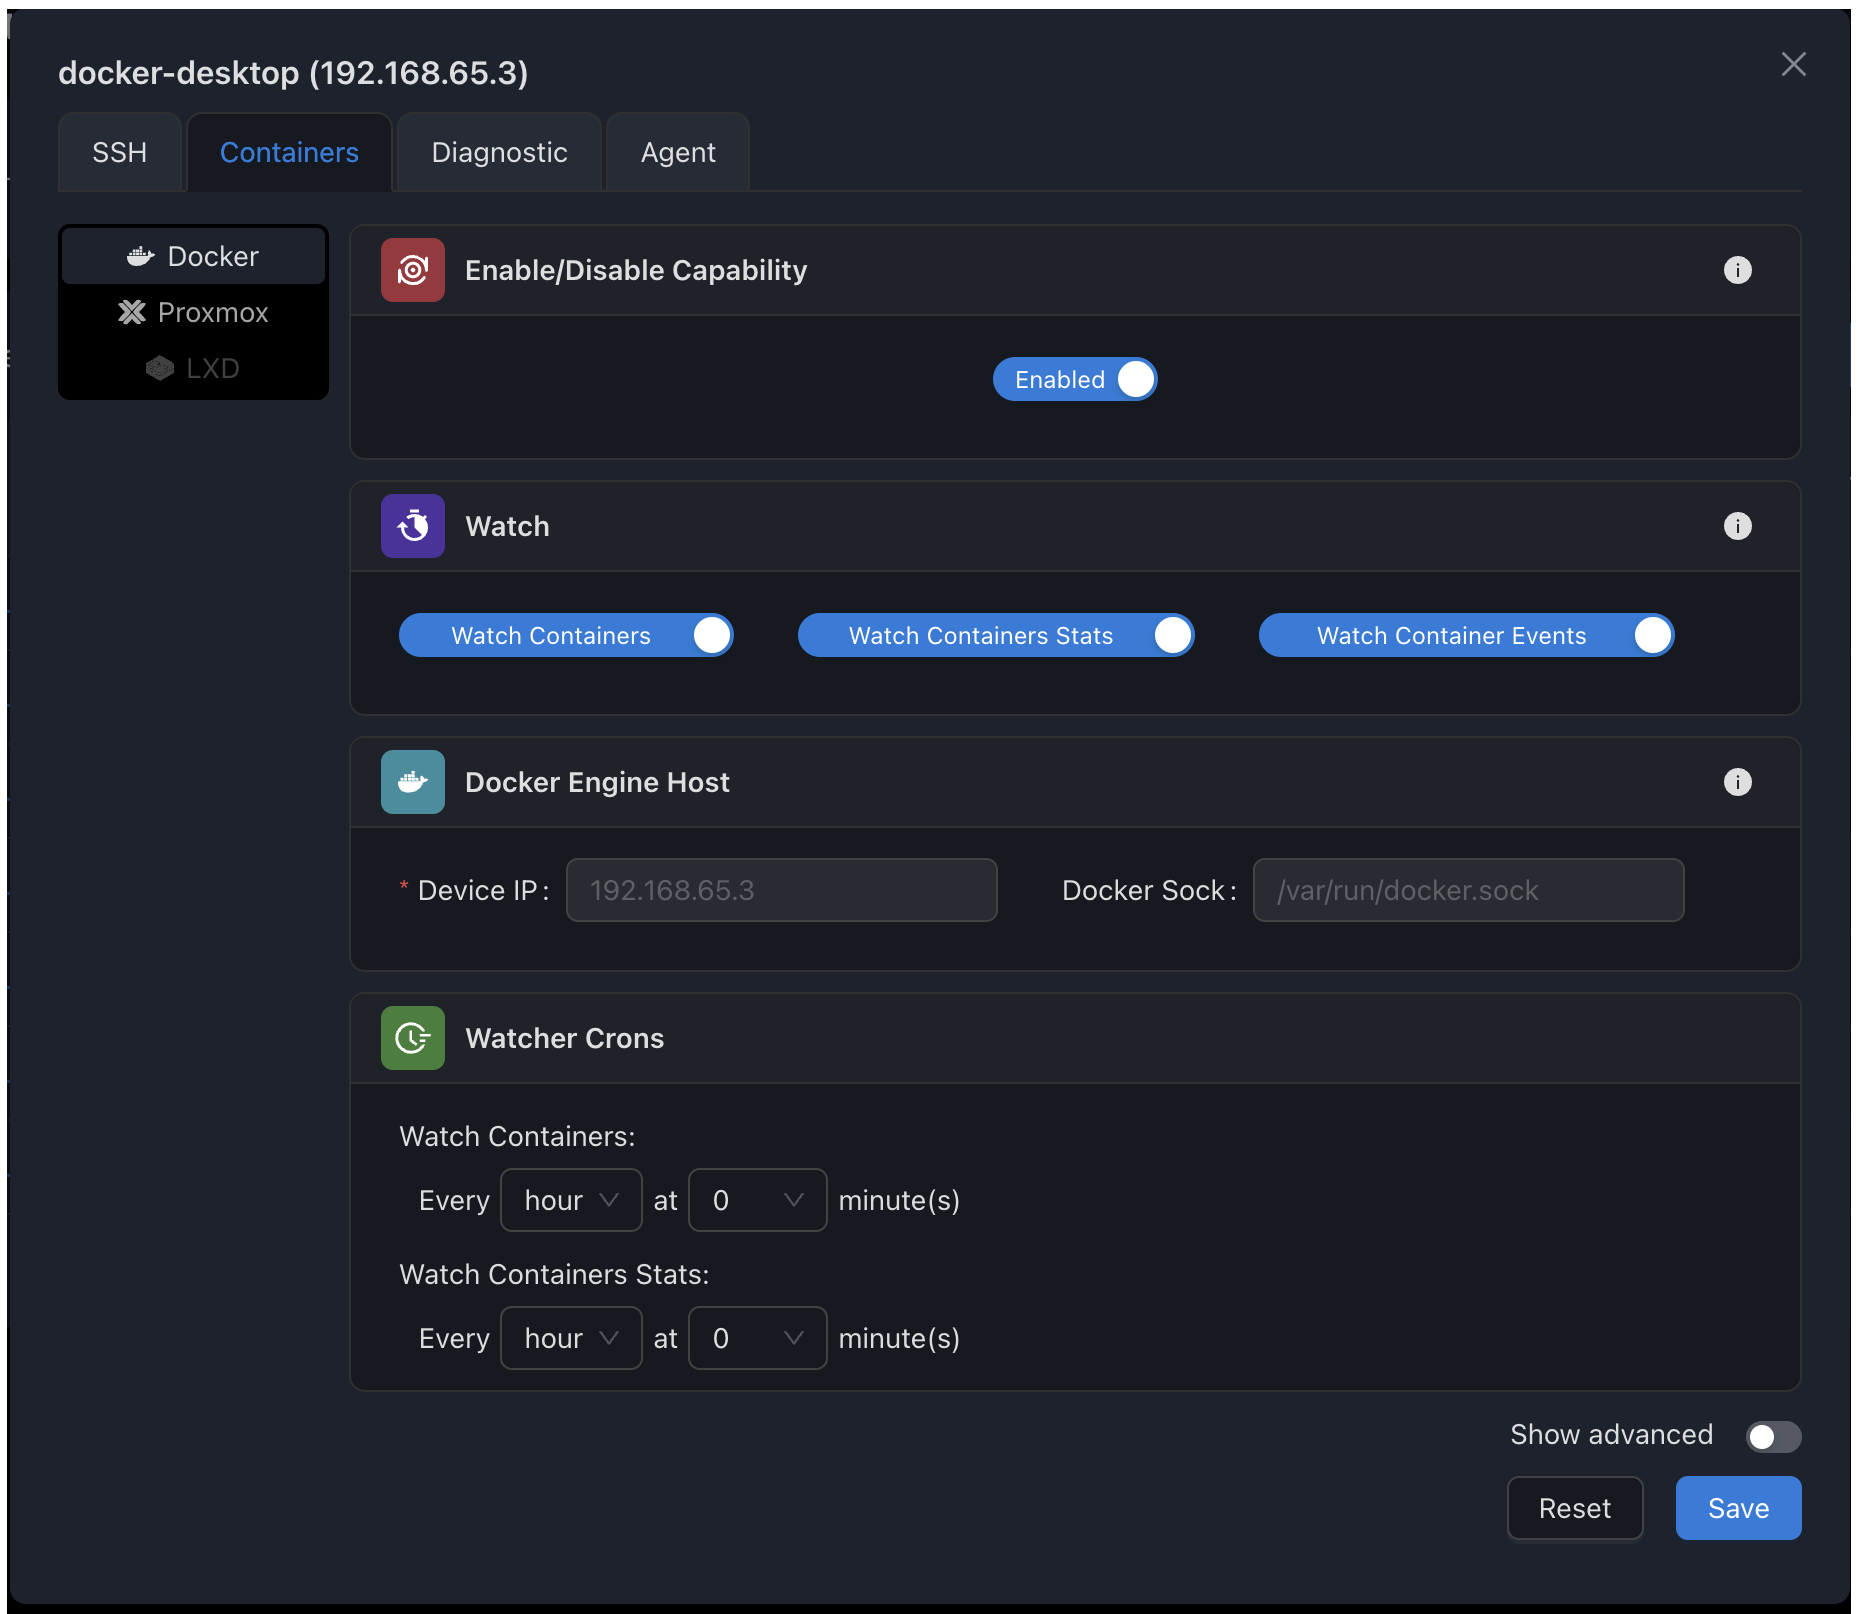 docker-desktop (192.168.65.3)
SSH
Containers
Diagnostic
Agent
Docker
Proxmox
LXD
Enable/Disable Capability
Enabled
Watch
Watch Containers
Watch Containers Stats
Watch Container Events
Docker Engine Host
* Device IP :
192.168.65.3
Docker Sock :
/var/run/docker.sock
Watcher Crons
Watch Containers:
Every hour at 0 minute(s)
Watch Containers Stats:
Every hour at 0 minute(s)
Show advanced
Reset
Save